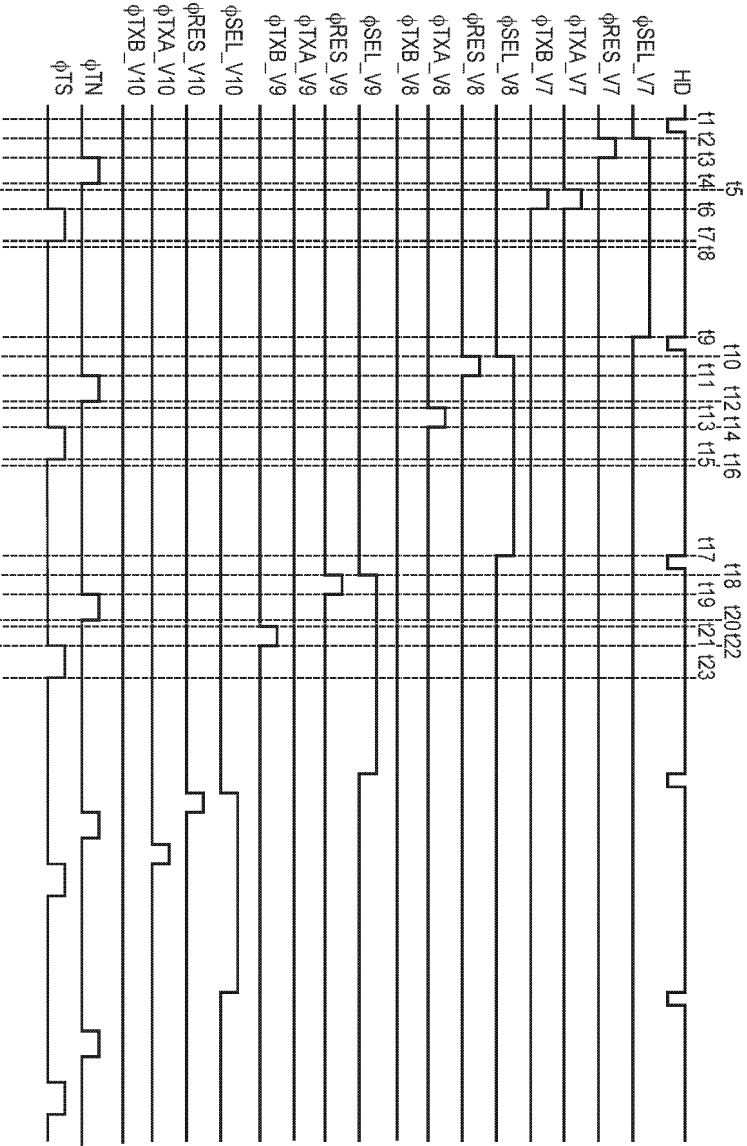 t5 t10 t12 t14 t16 t18 t20 t22
t1 t2 t3 t4 t6 t7 t8 t9 t11 t13 t15 t17 t19 t21 t23
HD
ϕSEL_V7
ϕRES_V7
ϕTXA_V7
ϕTXB_V7
ϕSEL_V8
ϕRES_V8
ϕTXA_V8
ϕTXB_V8
ϕSEL_V9
ϕRES_V9
ϕTXA_V9
ϕTXB_V9
ϕSEL_V10
ϕRES_V10
ϕTXA_V10
ϕTXB_V10
ϕTN
ϕTS